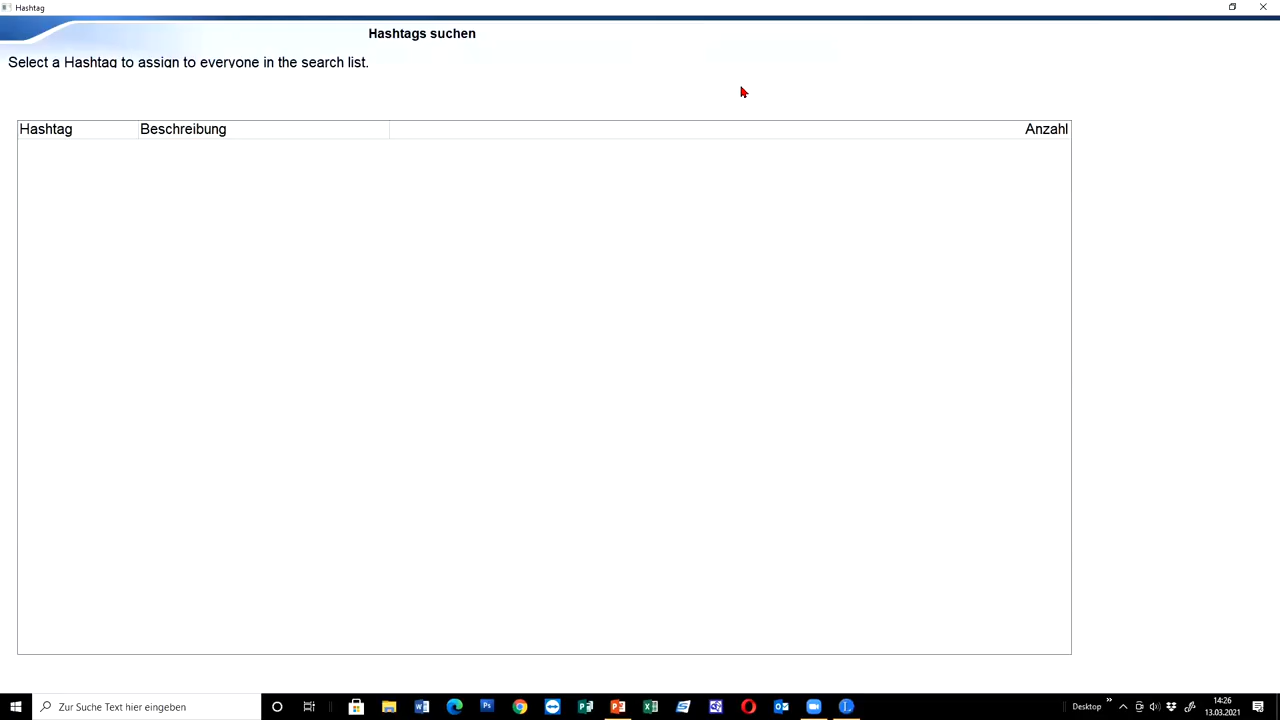 Hashtag
Hashtags suchen
Select a Hashtag to assign to everyone in the search list.
Hashtag Beschreibung Anzahl
Zur Suche Text hier eingeben
Desktop
14:26
13.03.2021